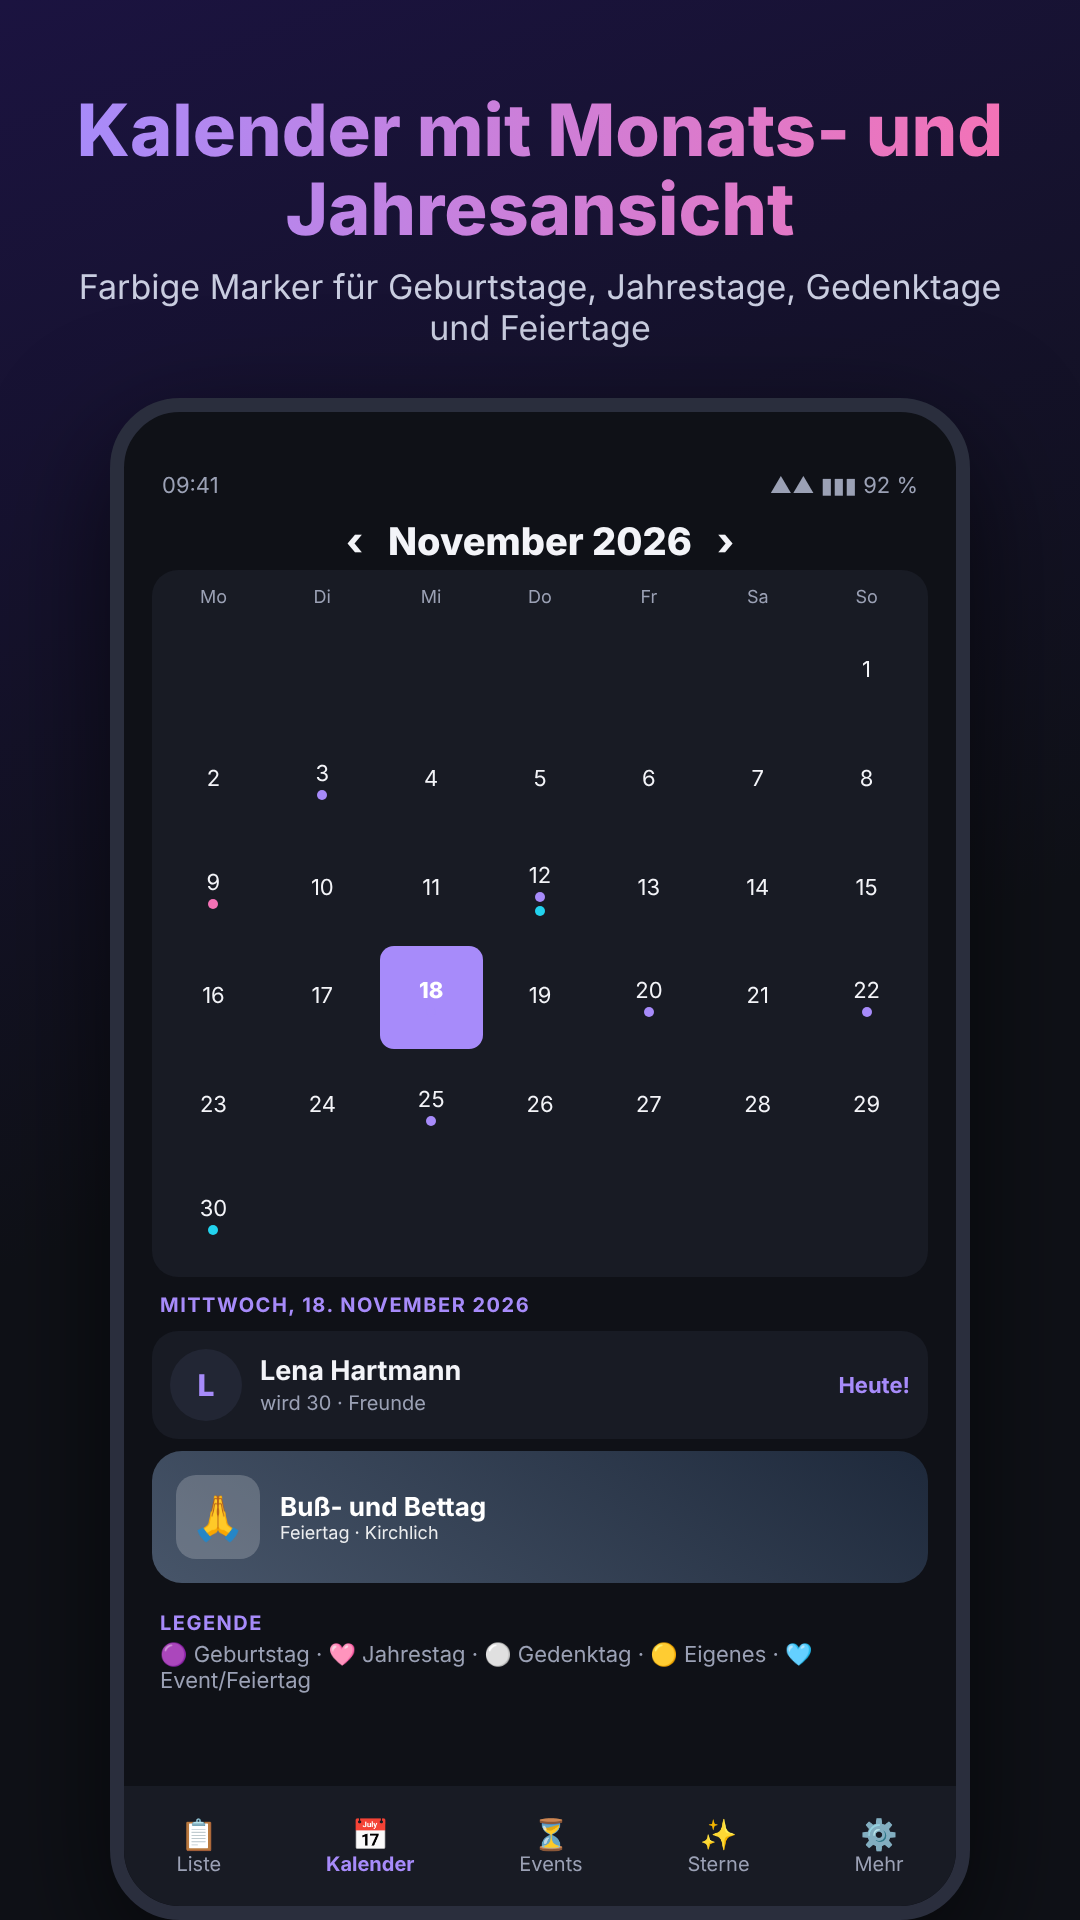 Kalender mit Monats- und
Jahresansicht
Farbige Marker für Geburtstage, Jahrestage, Gedenktage
und Feiertage
09:41 92 %
‹ November 2026 ›
Mo Di Mi Do Fr Sa So
1
2 3 4 5 6 7 8
9 10 11 12 13 14 15
16 17 18 19 20 21 22
23 24 25 26 27 28 29
30
MITTWOCH, 18. NOVEMBER 2026
L
Lena Hartmann
wird 30 · Freunde
Heute!
Buß- und Bettag
Feiertag · Kirchlich
LEGENDE
🟣 Geburtstag · 🩷 Jahrestag · ⚪ Gedenktag · 🟡 Eigenes · 🩵
Event/Feiertag
Liste Kalender Events Sterne Mehr